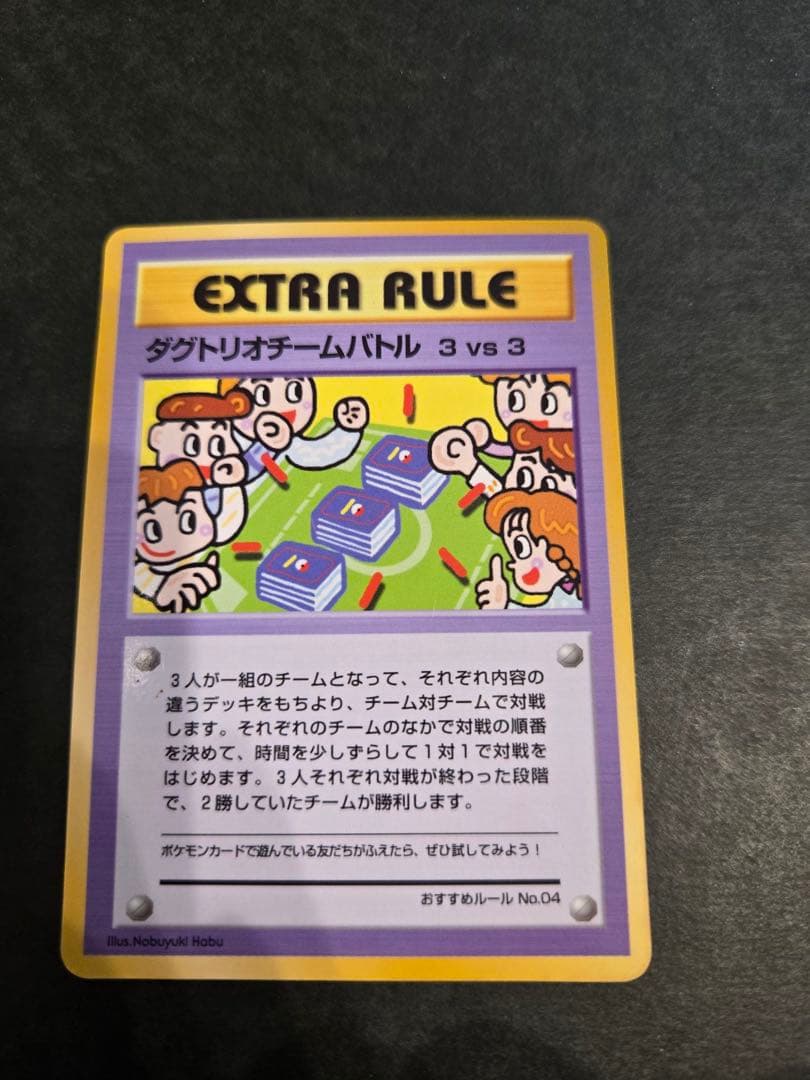 EXTRA RULE
ダグトリオチームバトル 3 vs 3
3人が一組のチームとなって、それぞれ内容の
違うデッキをもちより、チーム対チームで対戦
します。それぞれのチームのなかで対戦の順番
を決めて、時間を少しずらして1対1で対戦を
はじめます。3人それぞれ対戦が終わった段階
で、2勝していたチームが勝利します。
ポケモンカードで遊んでいる友だちがふえたら、ぜひ試してみよう！
おすすめルール No.04
Illus.Nobuyuki Habu